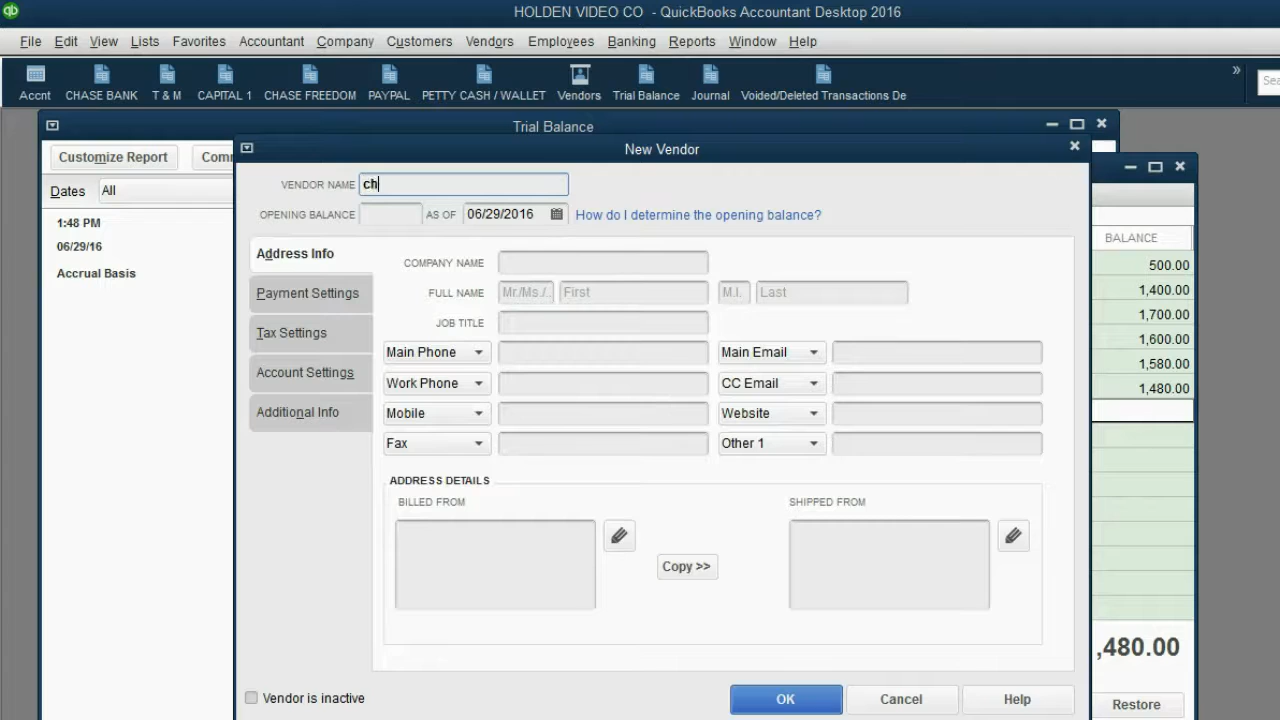 qb
HOLDEN VIDEO CO - QuickBooks Accountant Desktop 2016
File Edit View Lists Favorites Accountant Company Customers Vendors Employees Banking Reports Window Help
»
Accnt CHASE BANK T & M CAPITAL 1 CHASE FREEDOM PAYPAL PETTY CASH / WALLET Vendors Trial Balance Journal Voided/Deleted Transactions De
Trial Balance
New Vendor
Customize Report
Dates All
1:48 PM
06/29/16
Accrual Basis
VENDOR NAME ch
OPENING BALANCE AS OF 06/29/2016 How do I determine the opening balance?
Address Info
Payment Settings
Tax Settings
Account Settings
Additional Info
COMPANY NAME
FULL NAME Mr./Ms./.. First M.I. Last
JOB TITLE
Main Phone Main Email
Work Phone CC Email
Mobile Website
Fax Other 1
ADDRESS DETAILS
BILLED FROM SHIPPED FROM
Copy >>
Vendor is inactive
OK Cancel Help
BALANCE
500.00
1,400.00
1,700.00
1,600.00
1,580.00
1,480.00
,480.00
Restore